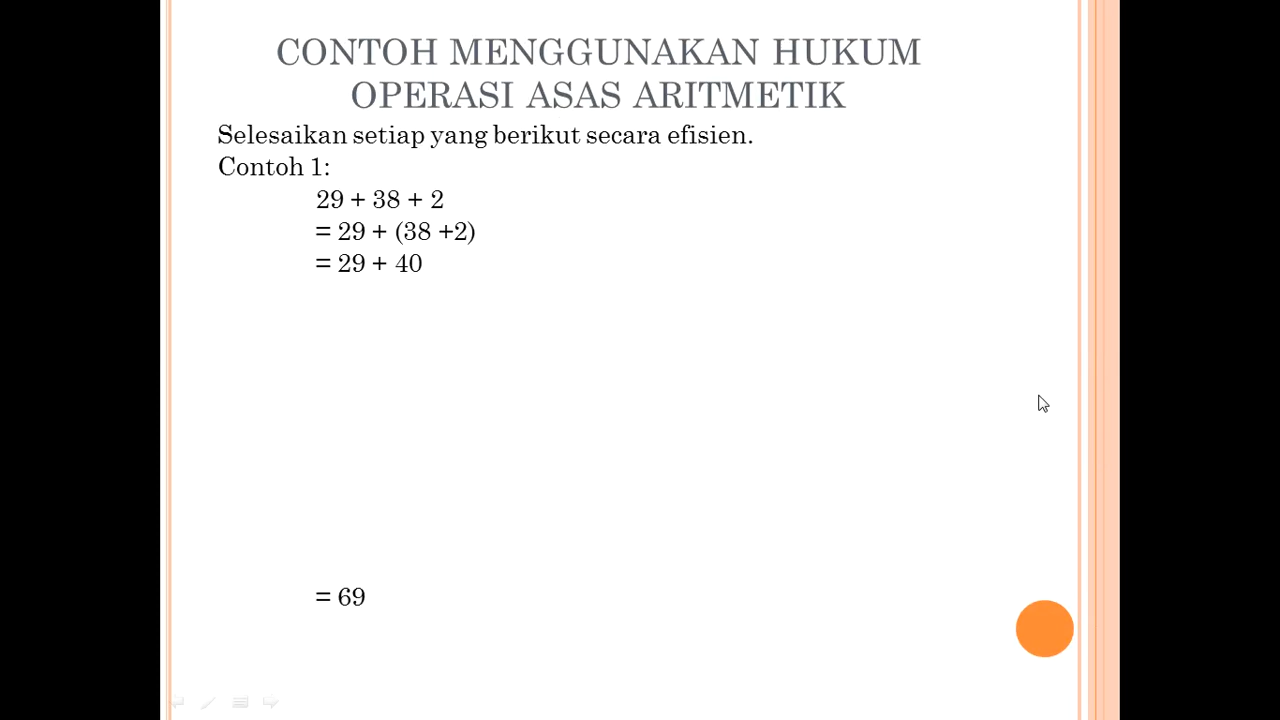 CONTOH MENGGUNAKAN HUKUM
OPERASI ASAS ARITMETIK
Selesaikan setiap yang berikut secara efisien.
Contoh 1:
29 + 38 + 2
= 29 + (38 +2)
= 29 + 40
= 69